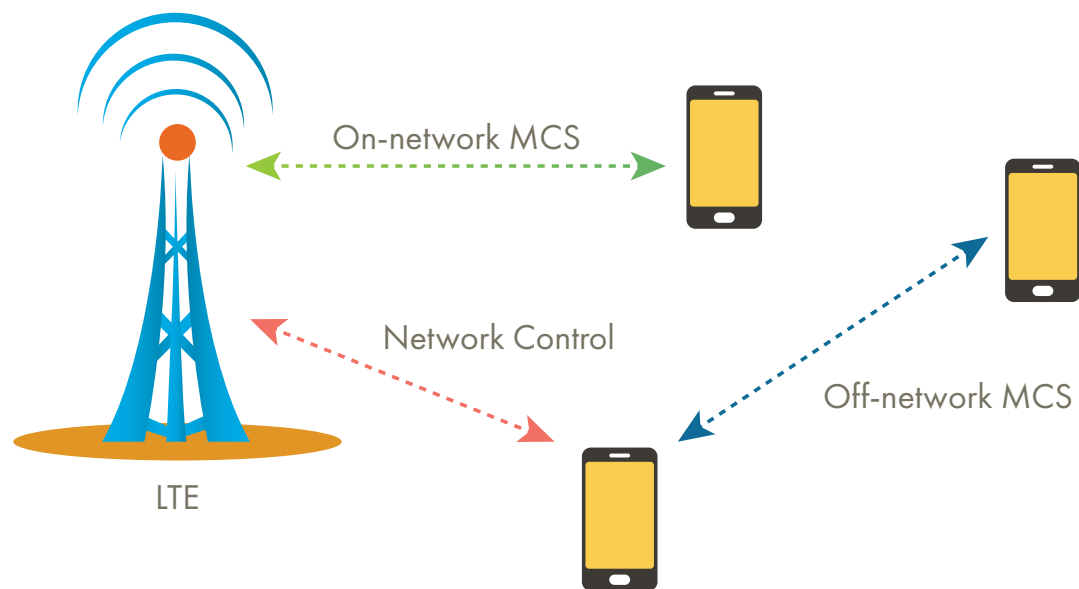 On-network MCS
Network Control
Off-network MCS
LTE